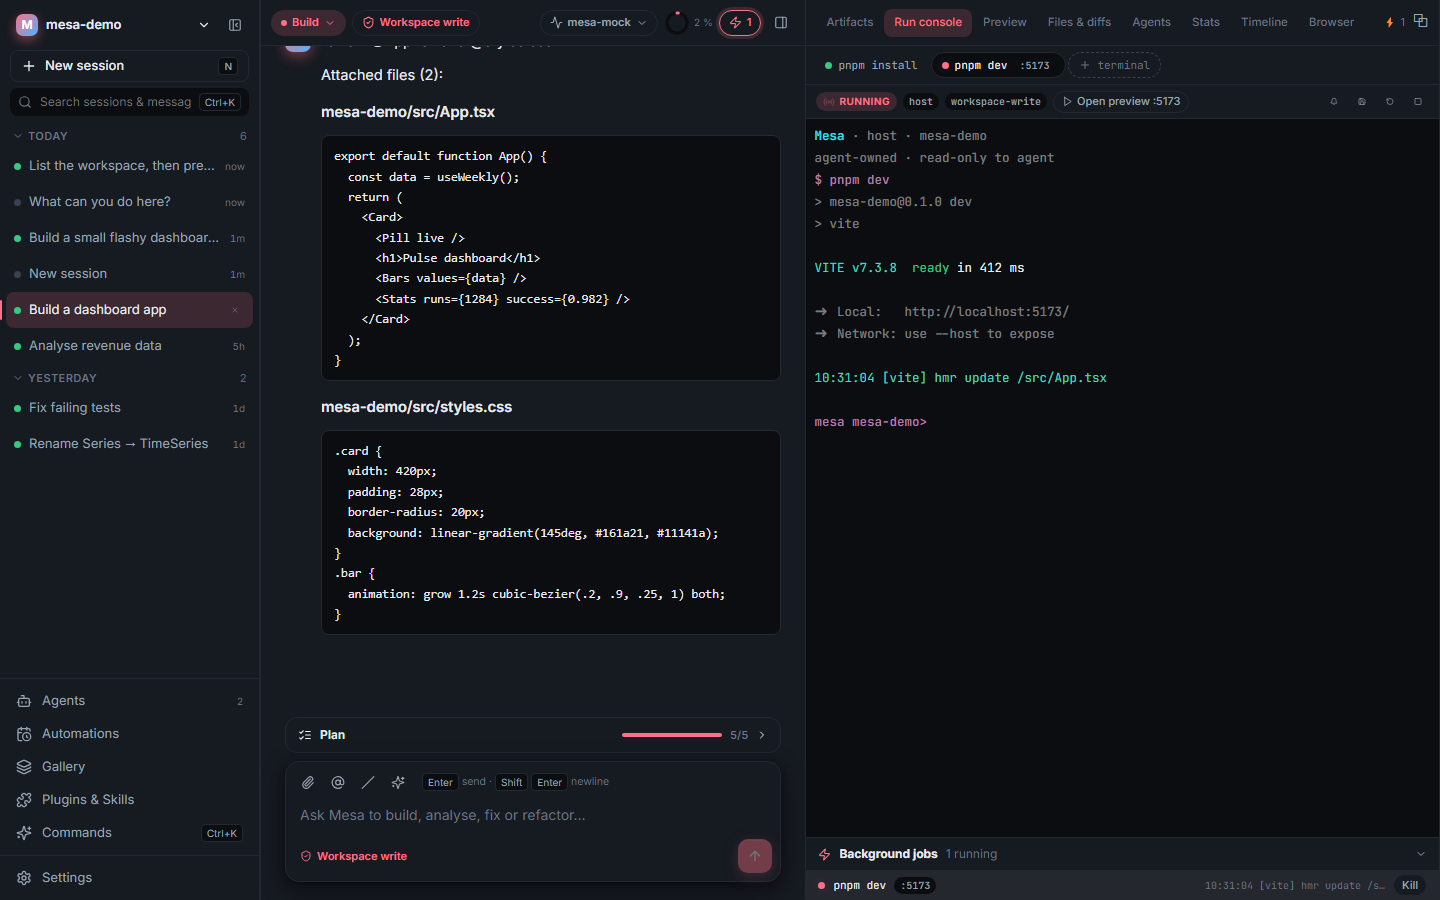 M mesa-demo
New session N
Search sessions & messag Ctrl+K
TODAY 6
List the workspace, then pre... now
What can you do here? now
Build a small flashy dashboar... 1m
New session 1m
Build a dashboard app ×
Analyse revenue data 5h
YESTERDAY 2
Fix failing tests 1d
Rename Series → TimeSeries 1d
Agents 2
Automations
Gallery
Plugins & Skills
Commands Ctrl+K
Settings
Build Workspace write mesa-mock 2 % 1
Attached files (2):
mesa-demo/src/App.tsx
export default function App() {
  const data = useWeekly();
  return (
    <Card>
      <Pill live />
      <h1>Pulse dashboard</h1>
      <Bars values={data} />
      <Stats runs={1284} success={0.982} />
    </Card>
  );
}
mesa-demo/src/styles.css
.card {
  width: 420px;
  padding: 28px;
  border-radius: 20px;
  background: linear-gradient(145deg, #161a21, #11141a);
}
.bar {
  animation: grow 1.2s cubic-bezier(.2, .9, .25, 1) both;
}
Plan 5/5
Enter send · Shift Enter newline
Ask Mesa to build, analyse, fix or refactor...
Workspace write
Artifacts Run console Preview Files & diffs Agents Stats Timeline Browser 1
pnpm install pnpm dev :5173 + terminal
RUNNING host workspace-write Open preview :5173
Mesa · host · mesa-demo
agent-owned · read-only to agent
$ pnpm dev
> mesa-demo@0.1.0 dev
> vite
VITE v7.3.8 ready in 412 ms
➜ Local: http://localhost:5173/
➜ Network: use --host to expose
10:31:04 [vite] hmr update /src/App.tsx
mesa mesa-demo>
Background jobs 1 running
pnpm dev :5173 10:31:04 [vite] hmr update /s… Kill